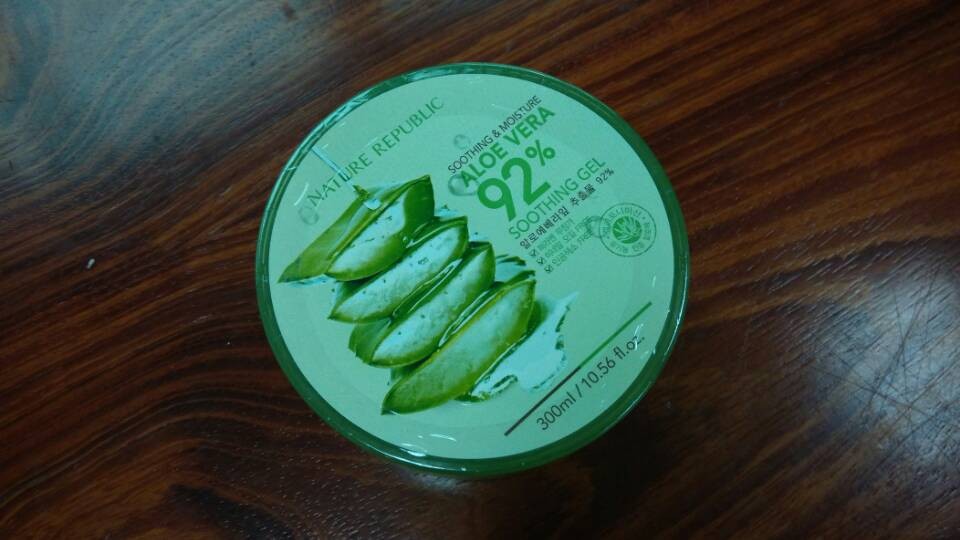 NATURE REPUBLIC
SOOTHING & MOISTURE
ALOE VERA
92%
SOOTHING GEL
알로에베라잎 추출물 92%
300ml / 10.56 fl.oz.